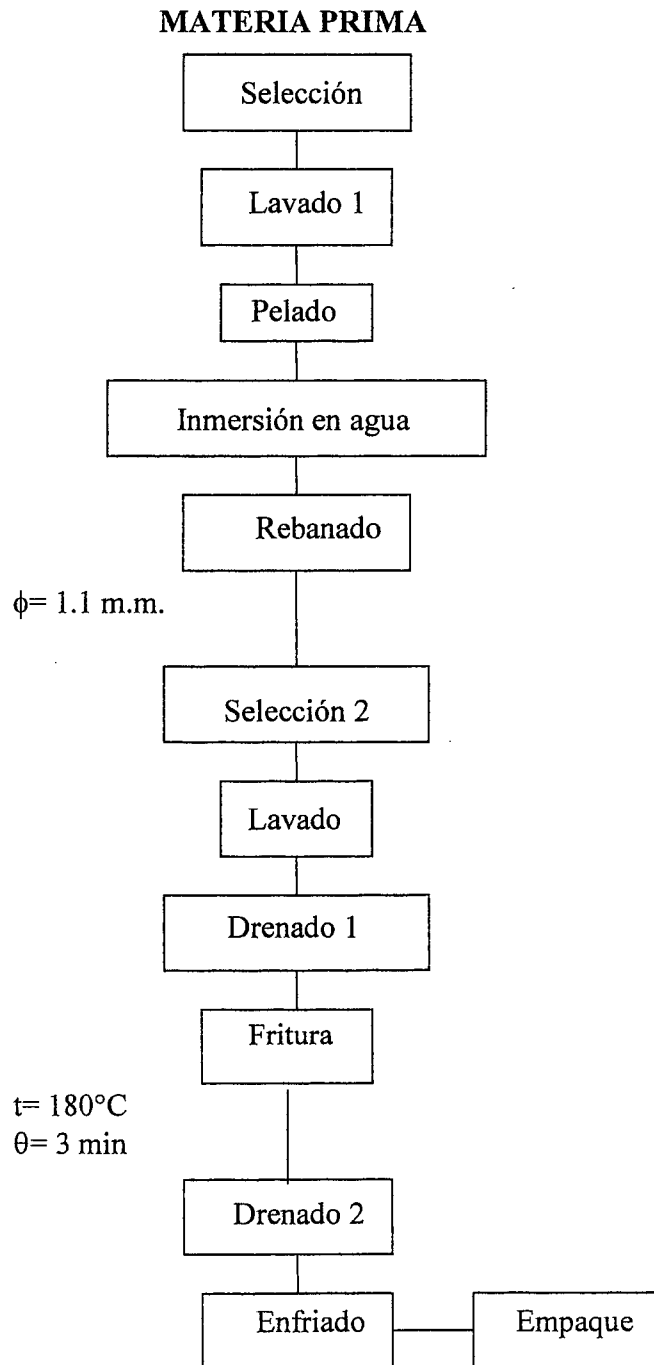 MATERIA PRIMA
Selección
Lavado 1
Pelado
Inmersión en agua
Rebanado
ϕ= 1.1 m.m.
Selección 2
Lavado
Drenado 1
Fritura
t= 180°C
θ= 3 min
Drenado 2
Enfriado
Empaque